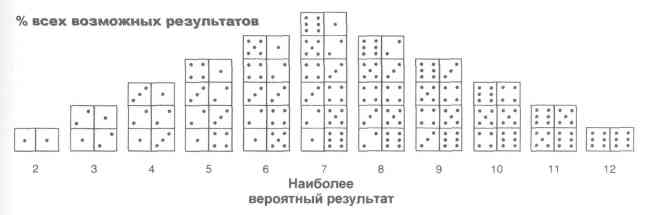 % всех возможных результатов
2 3 4 5 6 7 8 9 10 11 12
Наиболее
вероятный результат